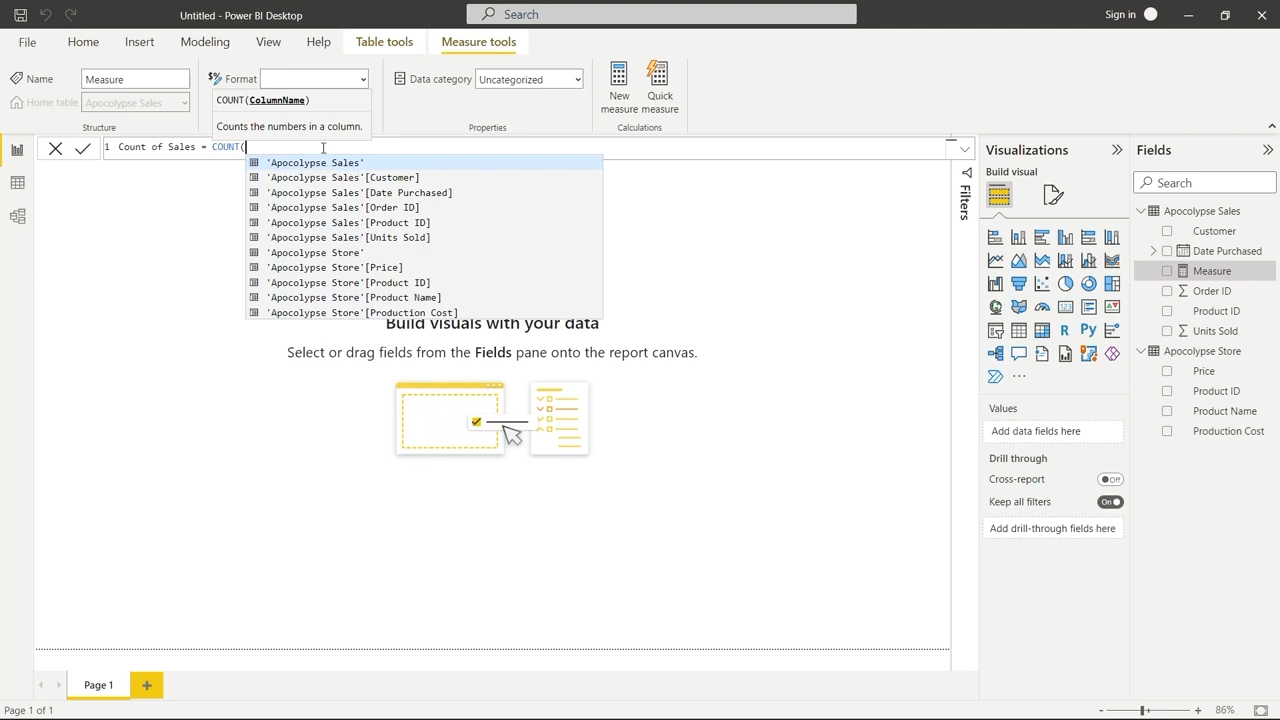 Untitled - Power BI Desktop
Search
Sign in
File
Home
Insert
Modeling
View
Help
Table tools
Measure tools
Name
Measure
Home table
Apocolypse Sales
Structure
$% Format
COUNT(ColumnName)
Counts the numbers in a column.
Data category
Uncategorized
Properties
New measure
Quick measure
Calculations
1 Count of Sales = COUNT(
'Apocolypse Sales'
'Apocolypse Sales'[Customer]
'Apocolypse Sales'[Date Purchased]
'Apocolypse Sales'[Order ID]
'Apocolypse Sales'[Product ID]
'Apocolypse Sales'[Units Sold]
'Apocolypse Store'
'Apocolypse Store'[Price]
'Apocolypse Store'[Product ID]
'Apocolypse Store'[Product Name]
'Apocolypse Store'[Production Cost]
Build visuals with your data
Select or drag fields from the Fields pane onto the report canvas.
Filters
Visualizations
Build visual
R
Py
123
Values
Add data fields here
Drill through
Cross-report
Off
Keep all filters
On
Add drill-through fields here
Fields
Search
Apocolypse Sales
Customer
Date Purchased
Measure
Order ID
Product ID
Units Sold
Apocolypse Store
Price
Product ID
Product Name
Production Cost
Page 1
Page 1 of 1
86%